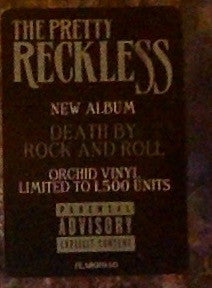 THE PRETTY
RECKLESS
NEW ALBUM
DEATH BY
ROCK AND ROLL
ORCHID VINYL
LIMITED TO 1,500 UNITS
PARENTAL
ADVISORY
EXPLICIT CONTENT